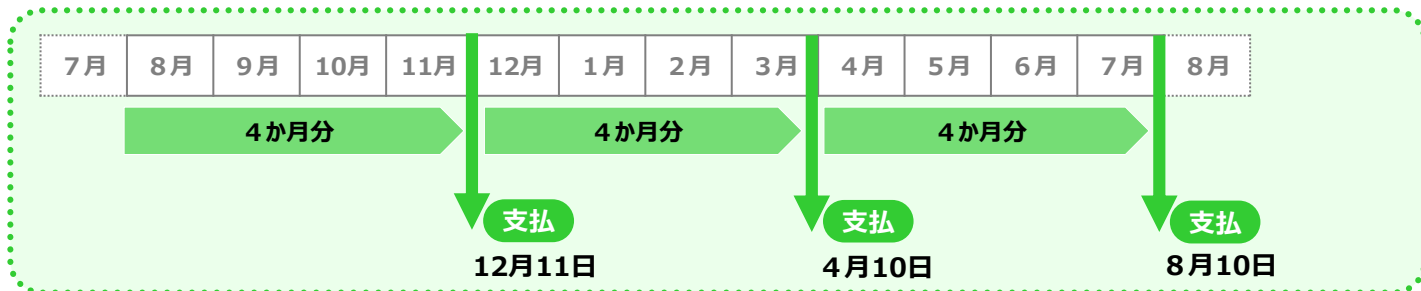 7月 8月 9月 10月 11月 12月 1月 2月 3月 4月 5月 6月 7月 8月
4か月分 4か月分 4か月分
支払 支払 支払
12月11日 4月10日 8月10日